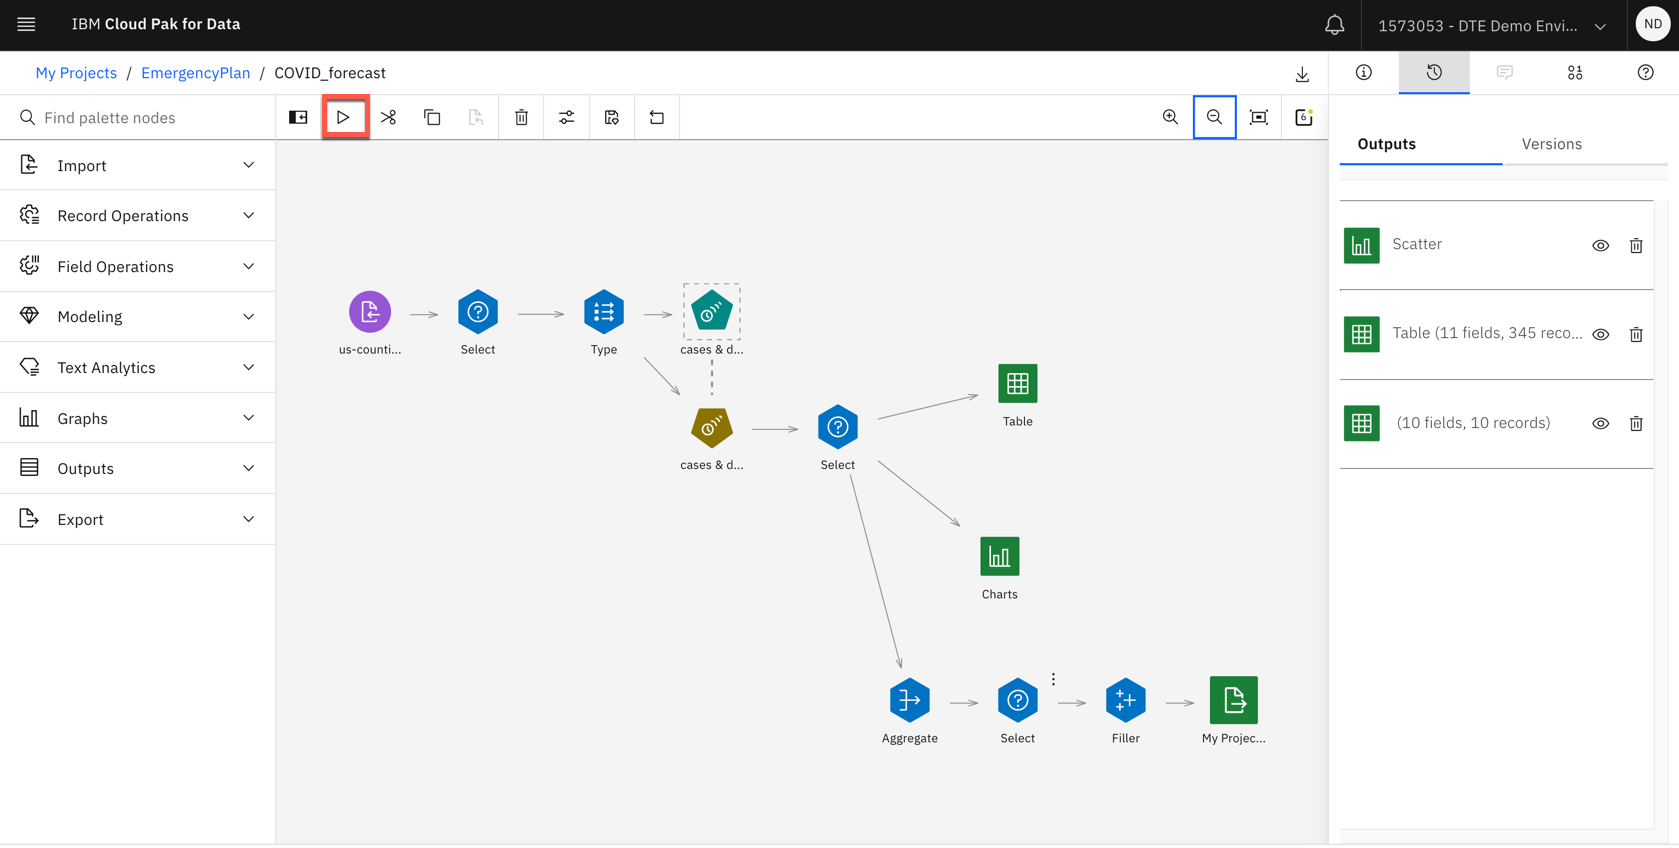 IBM Cloud Pak for Data
1573053 - DTE Demo Envi...
ND
My Projects / EmergencyPlan / COVID_forecast
Find palette nodes
6
Import
Record Operations
Field Operations
Modeling
Text Analytics
Graphs
Outputs
Export
us-counti...
Select
Type
cases & d...
cases & d...
Select
Table
Charts
Aggregate
Select
Filler
My Projec...
Outputs
Versions
Scatter
Table (11 fields, 345 reco...
(10 fields, 10 records)